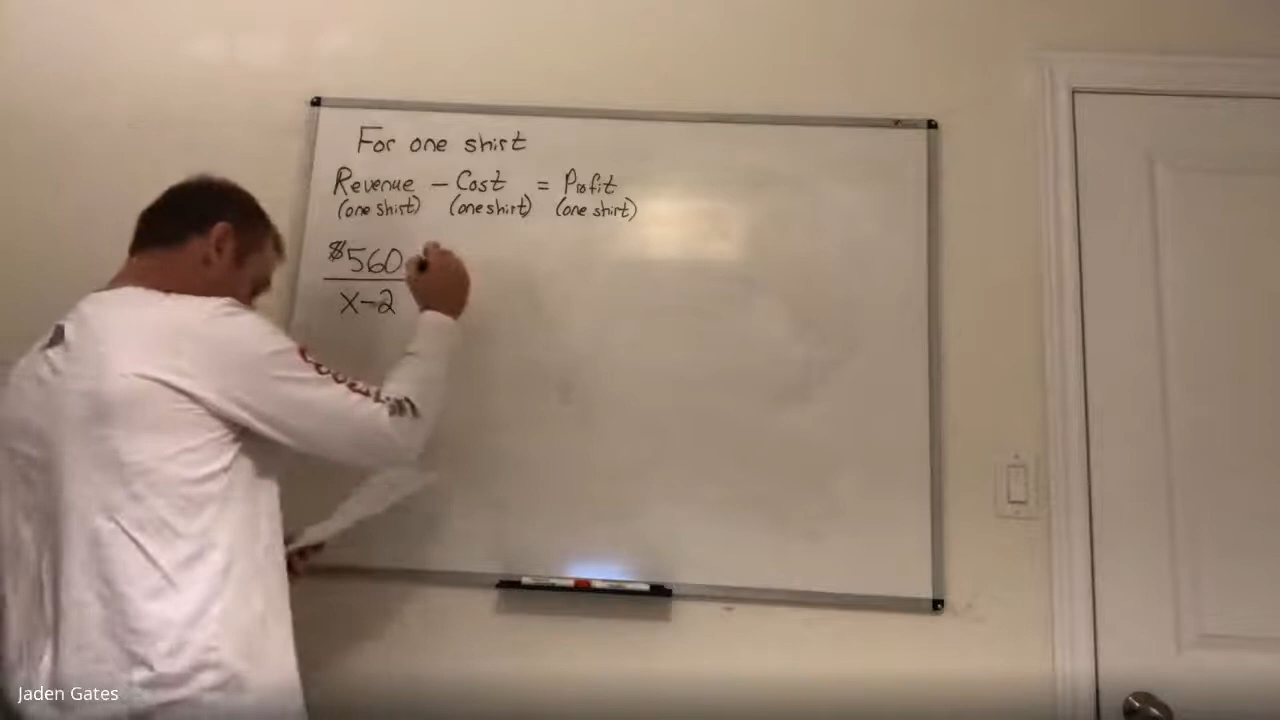 For one shirt
Revenue - Cost = Profit
(one shirt) (one shirt) (one shirt)
$560
x-2
Jaden Gates